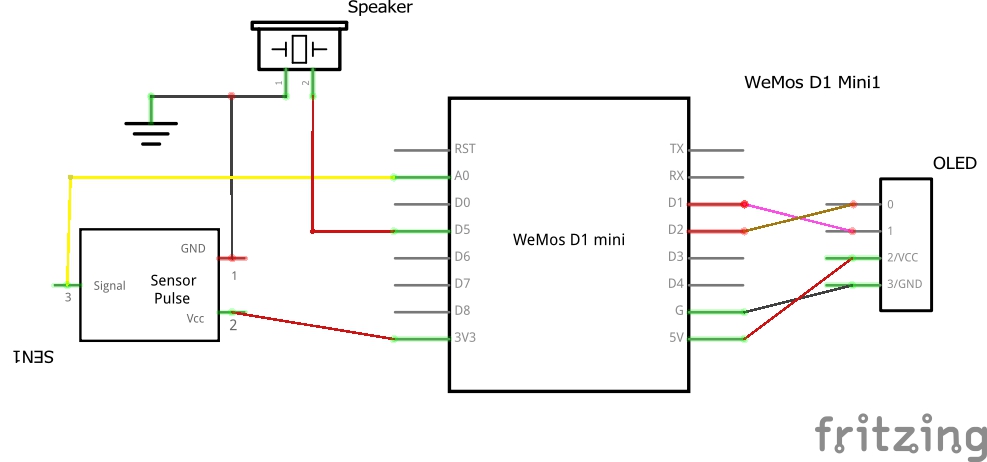 Speaker
1
2
WeMos D1 Mini1
RST
A0
D0
D5
D6
D7
D8
3V3
WeMos D1 mini
TX
RX
D1
D2
D3
D4
G
5V
OLED
0
1
2/VCC
3/GND
GND
1
Signal
3
Sensor
Pulse
Vcc
2
SEN1
fritzing